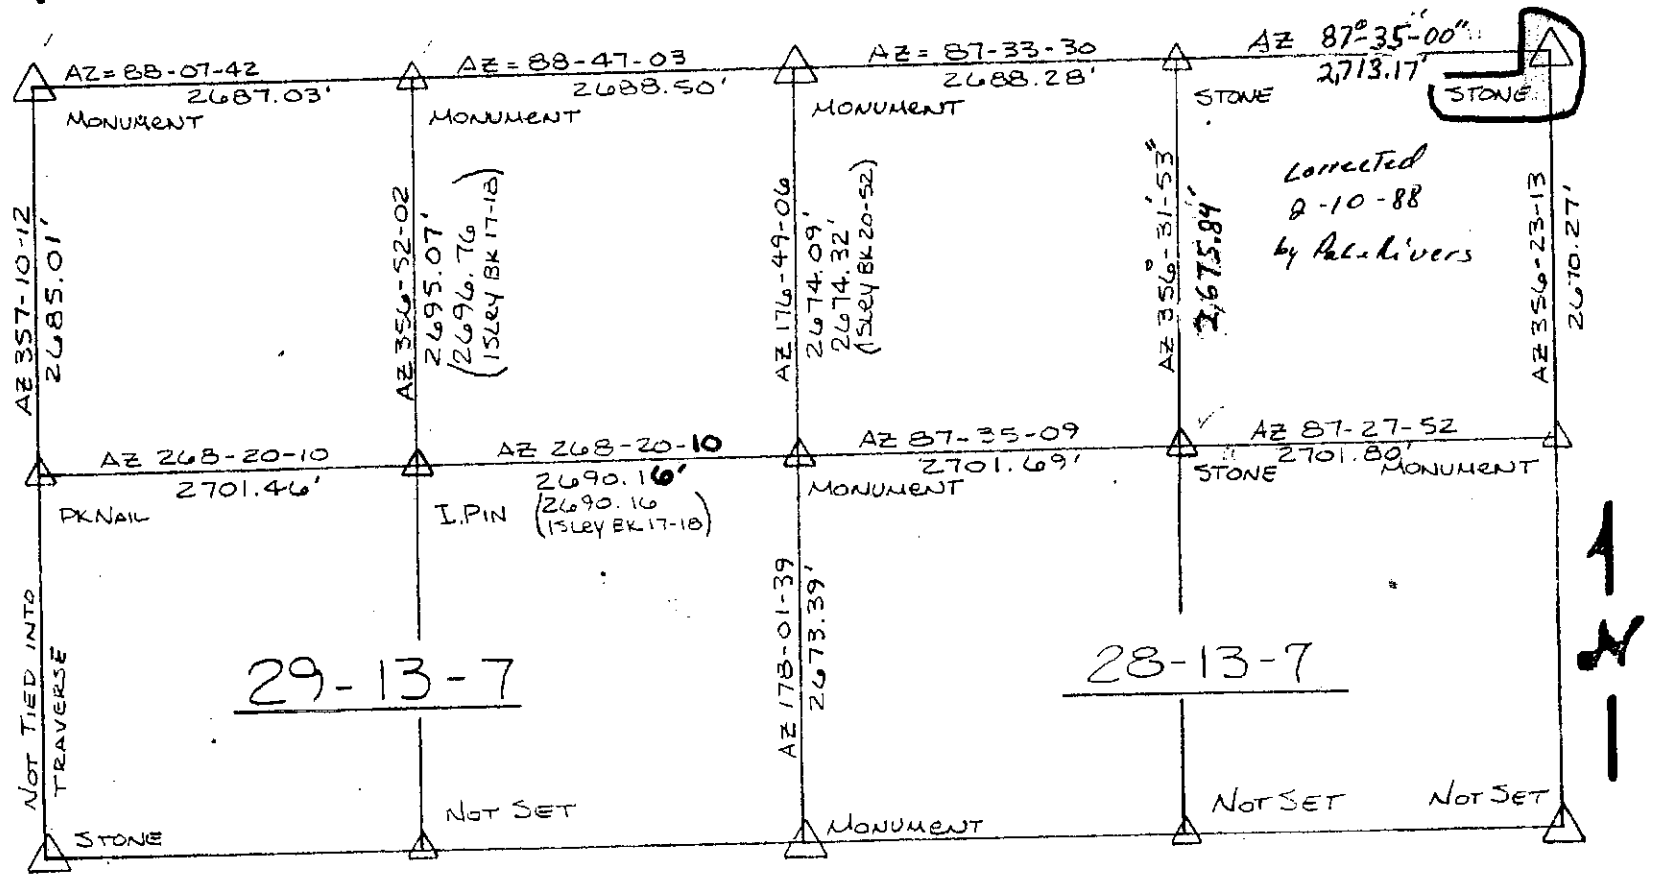 AZ=88-07-42
2687.03'
MONUMENT
AZ=88-47-03
2688.50'
MONUMENT
AZ= 87-33-30
2688.28'
MONUMENT
AZ 87°-35'-00"
2,713.17'
STONE
STONE
AZ 357-10-12
2685.01'
AZ 356-52-02
2695.07'
(2696.76
(ISLEY BK 17-18)
AZ 176-49-06
2674.09'
2674.32'
(ISLEY BK 20-52)
AZ 356°-31'-53"
2,675.84'
Corrected
2-10-88
by Rivers
AZ 356-23-13
2670.27'
AZ 268-20-10
2701.46'
PK NAIL
AZ 268-20-10
2690.16'
I.PIN
(2690.16
(ISLEY BK 17-18)
AZ 87-35-09
2701.69'
MONUMENT
AZ 87-27-52
2701.80'
STONE
MONUMENT
NOT TIED INTO
TRAVERSE
29-13-7
AZ 178-01-39
2673.39'
28-13-7
N
STONE
NOT SET
MONUMENT
NOT SET
NOT SET